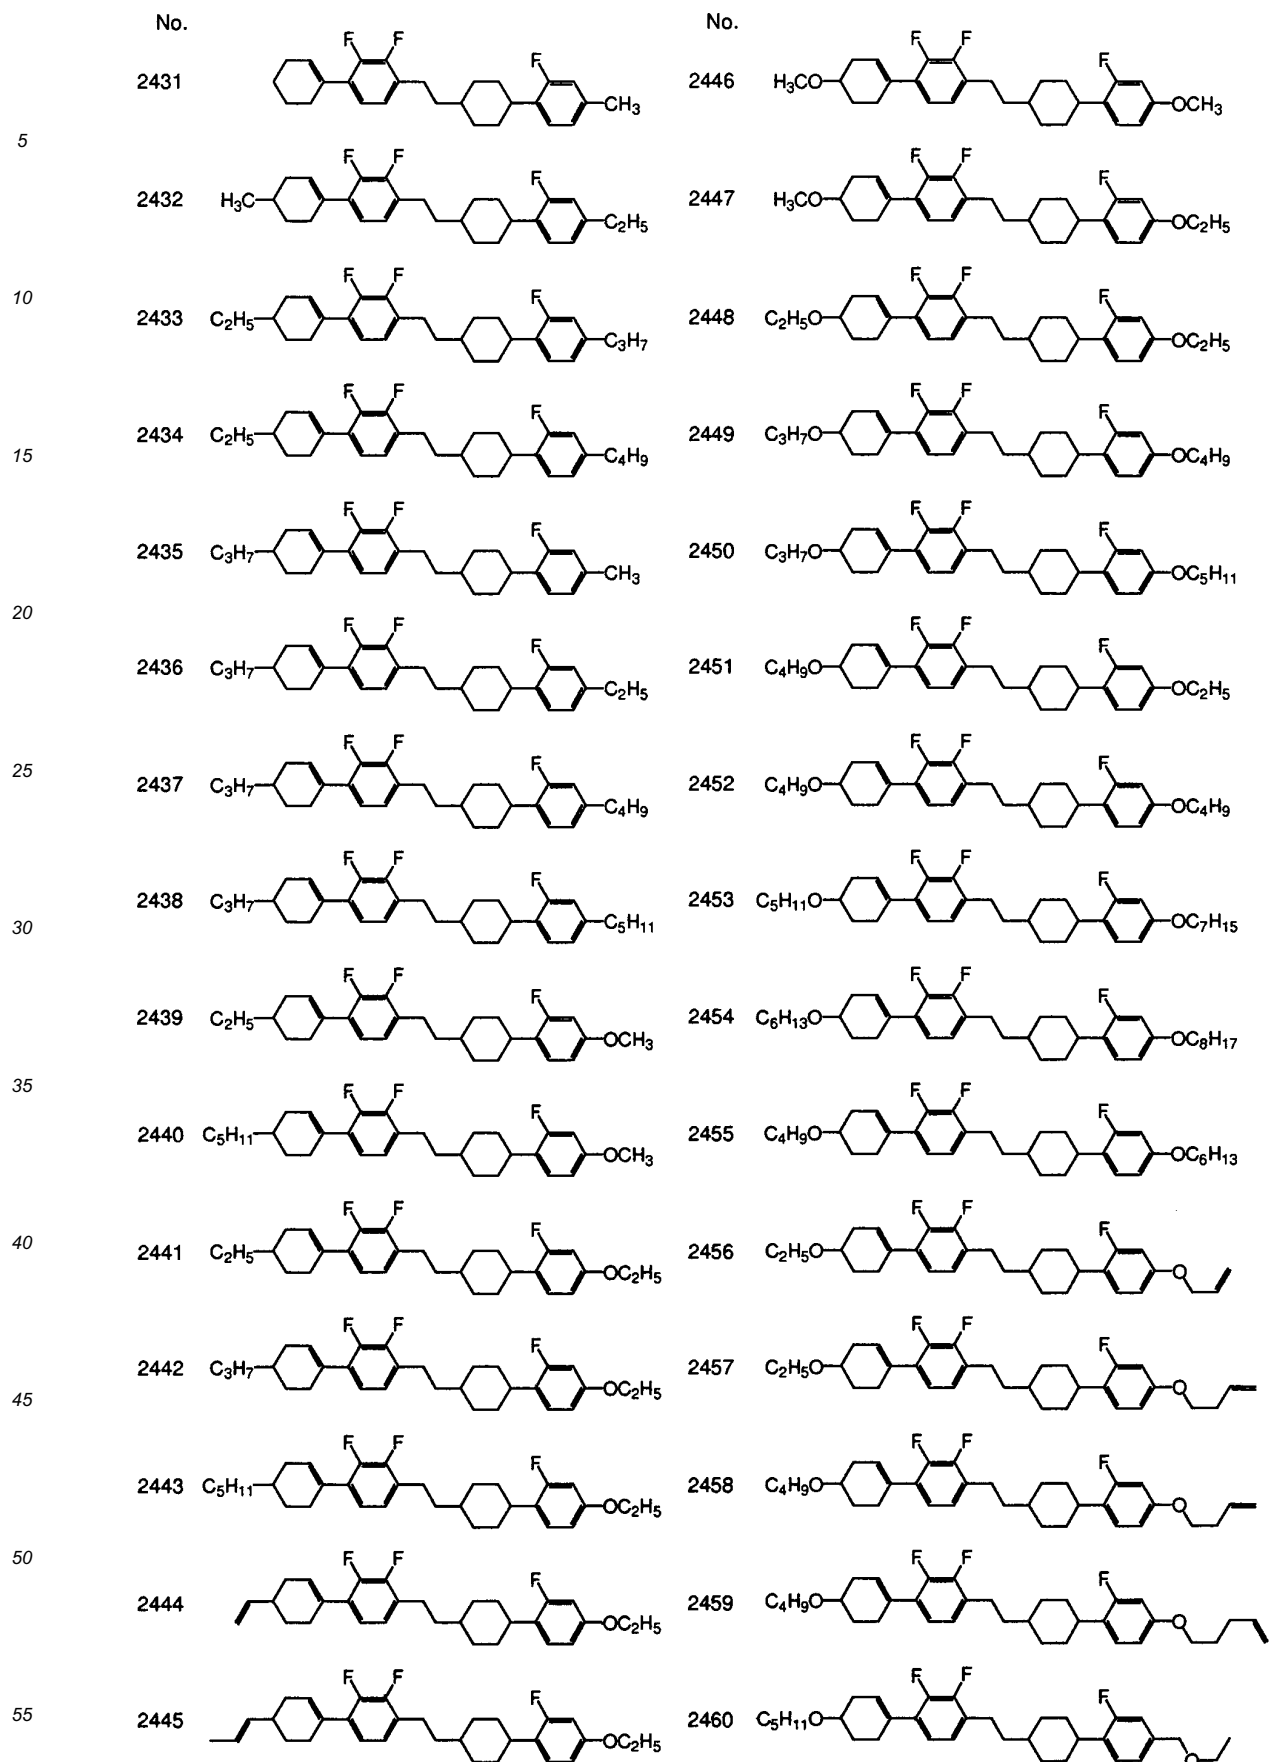 No.
F F
2431
F
CH3
5
F F
2432 H3C
F
C2H5
10
F F
2433 C2H5
F
C3H7
F F
2434 C2H5
F
C4H9
15
F F
2435 C3H7
F
CH3
20
F F
2436 C3H7
F
C2H5
25
F F
2437 C3H7
F
C4H9
F F
2438 C3H7
F
C5H11
30
F F
2439 C2H5
F
OCH3
35
F F
2440 C5H11
F
OCH3
40
F F
2441 C2H5
F
OC2H5
F F
2442 C3H7
F
OC2H5
45
F F
2443 C5H11
F
OC2H5
50
F F
2444
F
OC2H5
55
F F
2445
F
OC2H5
No.
F F
2446 H3CO
F
OCH3
F F
2447 H3CO
F
OC2H5
F F
2448 C2H5O
F
OC2H5
F F
2449 C3H7O
F
OC4H9
F F
2450 C3H7O
F
OC5H11
F F
2451 C4H9O
F
OC2H5
F F
2452 C4H9O
F
OC4H9
F F
2453 C5H11O
F
OC7H15
F F
2454 C6H13O
F
OC8H17
F F
2455 C4H9O
F
OC6H13
F F
2456 C2H5O
F
O
F F
2457 C2H5O
F
O
F F
2458 C4H9O
F
O
F F
2459 C4H9O
F
O
F F
2460 C5H11O
F
O